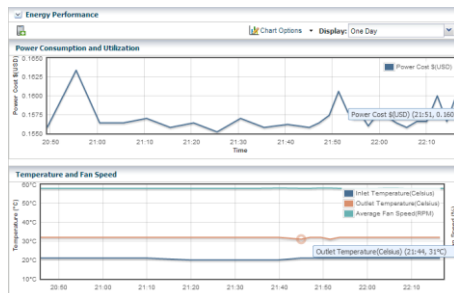 Energy Performance
Chart Options Display: One Day
Power Consumption and Utilization
Power Cost $(USD)
0.1650
0.1625
0.1600
0.1575
0.1550
Power Cost $(USD)
Power Cost $(USD) (21:51, 0.160
20:50 21:00 21:10 21:20 21:30 21:40 21:50 22:00 22:10
Time
Temperature and Fan Speed
Temperature (°C)
60°C
50°C
40°C
30°C
20°C
10°C
Inlet Temperature(Celsius)
Outlet Temperature(Celsius)
Average Fan Speed(RPM)
Outlet Temperature(Celsius) (21:44, 31°C)
20:50 21:00 21:10 21:20 21:30 21:40 21:50 22:00 22:10